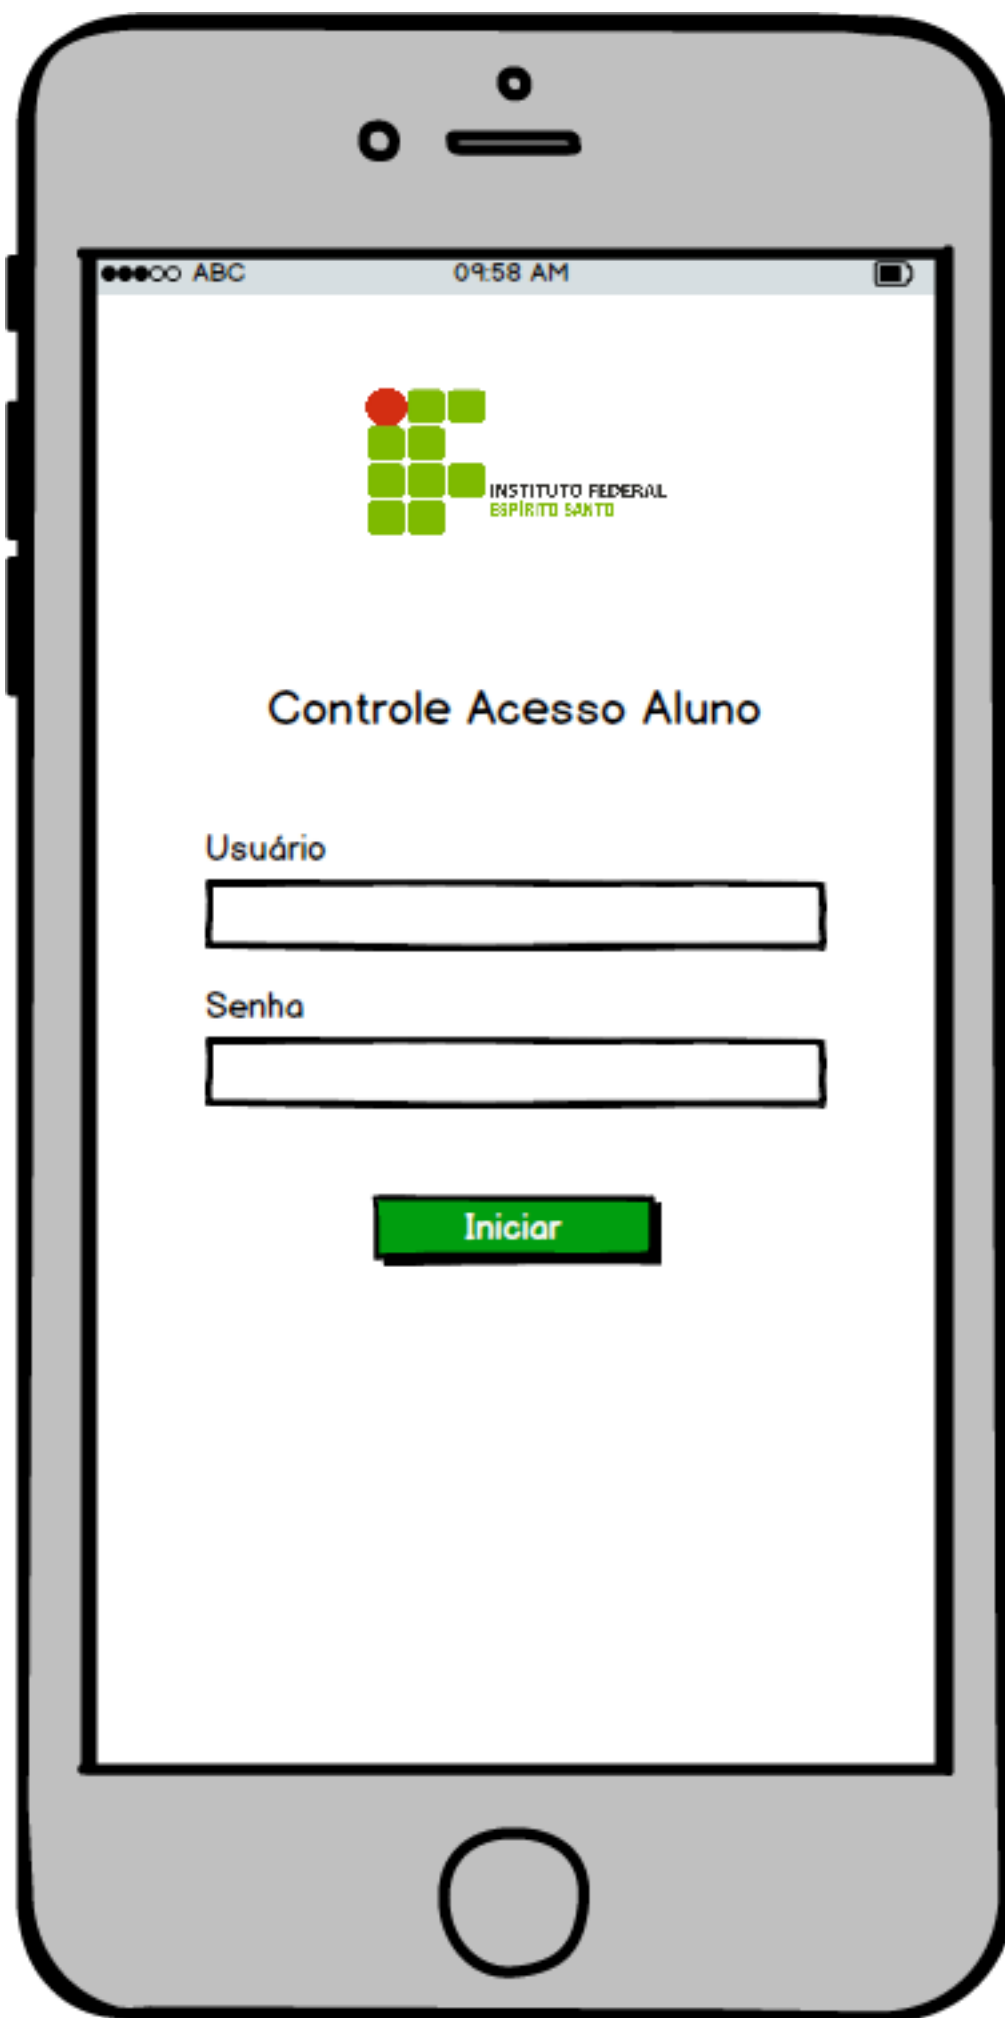 ABC 09:58 AM
INSTITUTO FEDERAL
ESPÍRITO SANTO
Controle Acesso Aluno
Usuário
Senha
Iniciar